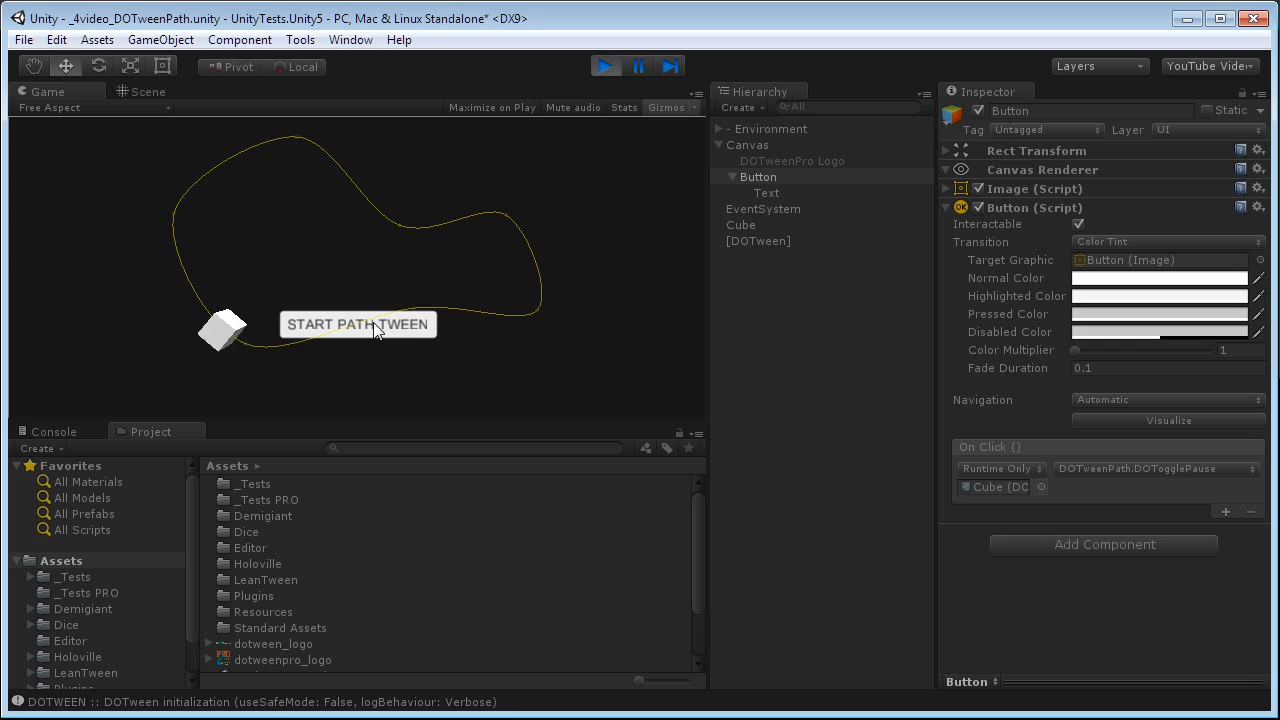 Unity - _4video_DOTweenPath.unity - UnityTests.Unity5 - PC, Mac & Linux Standalone* <DX9>
File Edit Assets GameObject Component Tools Window Help
Pivot Local Layers
Game Scene
Free Aspect Maximize on Play Mute audio Stats Gizmos
START PATH TWEEN
Hierarchy
Create All
- Environment
Canvas
DOTweenPro Logo
Button
Text
EventSystem
Cube
[DOTween]
Inspector
Button Static
Tag Untagged Layer UI
Rect Transform
Canvas Renderer
Image (Script)
OK Button (Script)
Interactable
Transition Color Tint
Target Graphic Button (Image)
Normal Color
Highlighted Color
Pressed Color
Disabled Color
Color Multiplier 1
Fade Duration 0.1
Navigation Automatic
Visualize
On Click ()
Runtime Only DOTweenPath.DOTogglePause
Cube (DO
+ −
Add Component
Button
Console Project
Create
Favorites
All Materials
All Models
All Prefabs
All Scripts
Assets
_Tests
_Tests PRO
Demigiant
Dice
Editor
Holoville
LeanTween
Plugins
Assets
_Tests
_Tests PRO
Demigiant
Dice
Editor
Holoville
LeanTween
Plugins
Resources
Standard Assets
dotween_logo
dotweenpro_logo
DOTWEEN :: DOTween initialization (useSafeMode: False, logBehaviour: Verbose)